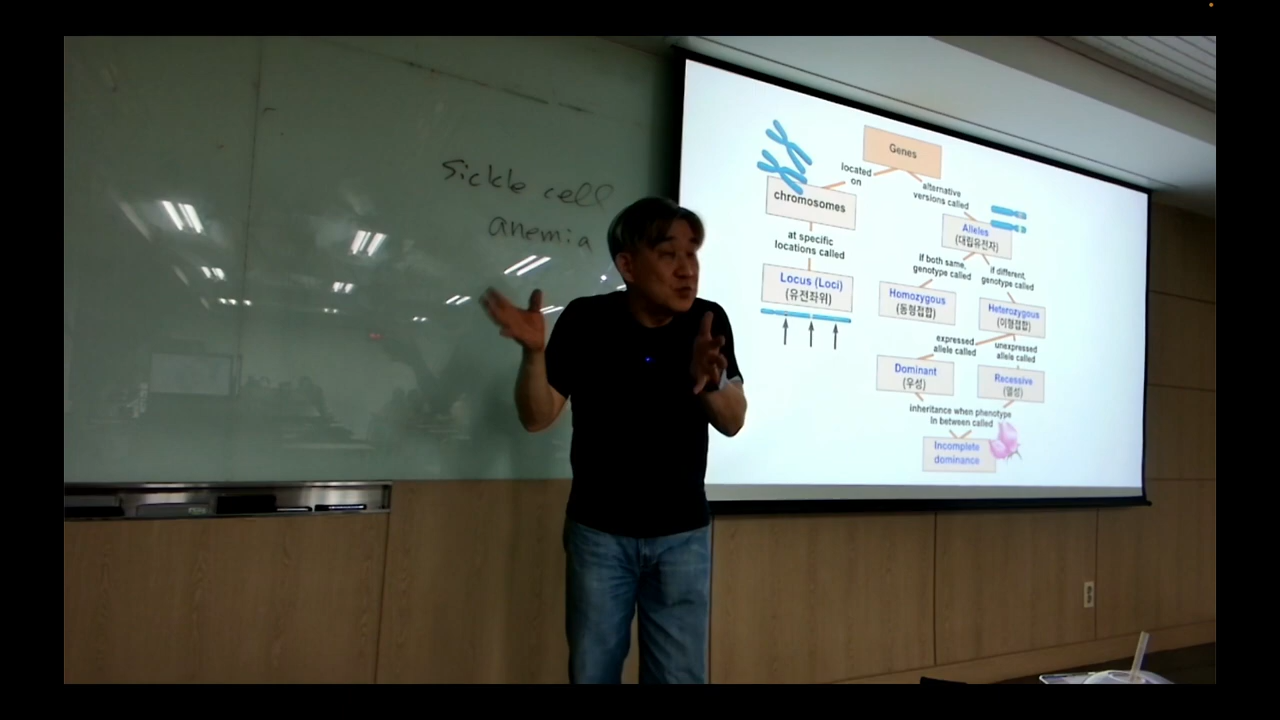 sickle cell
anemia
Genes
located
on
alternative
versions called
chromosomes
Alleles
(대립유전자)
at specific
locations called
if both same,
genotype called
if different,
genotype called
Locus (Loci)
(유전좌위)
Homozygous
(동형접합)
Heterozygous
(이형접합)
expressed
allele called
unexpressed
allele called
Dominant
(우성)
Recessive
(열성)
inheritance when phenotype
In between called
Incomplete
dominance